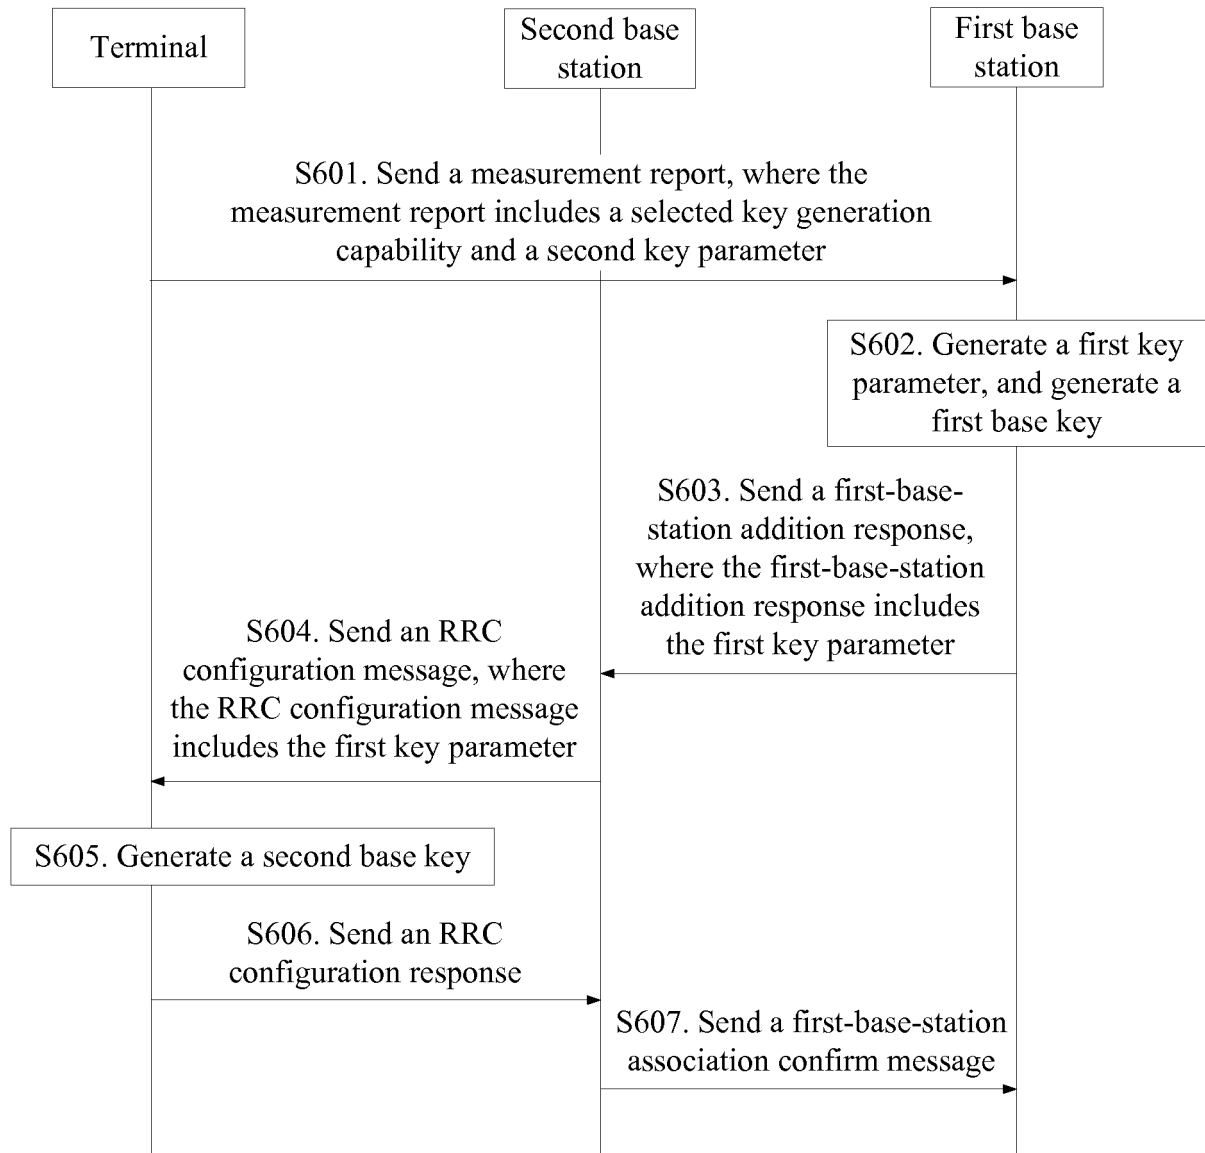 Terminal
Second base
station
First base
station
S601. Send a measurement report, where the
measurement report includes a selected key generation
capability and a second key parameter
S602. Generate a first key
parameter, and generate a
first base key
S603. Send a first-base-
station addition response,
where the first-base-station
addition response includes
the first key parameter
S604. Send an RRC
configuration message, where
the RRC configuration message
includes the first key parameter
S605. Generate a second base key
S606. Send an RRC
configuration response
S607. Send a first-base-station
association confirm message